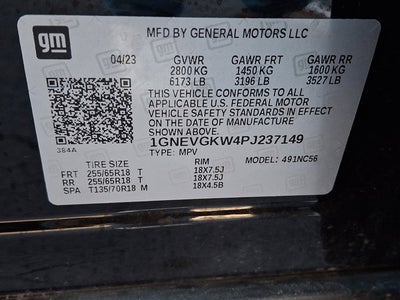 gm
MFD BY GENERAL MOTORS LLC
04/23 GVWR GAWR FRT GAWR RR
2800 KG 1450 KG 1600 KG
6173 LB 3196 LB 3527 LB
THIS VEHICLE CONFORMS TO ALL
APPLICABLE U.S. FEDERAL MOTOR
VEHICLE SAFETY STANDARDS IN EFFECT
ON THE DATE OF MANUFACTURE
SHOWN ABOVE.
384A 1GNEVGKW4PJ237149
TYPE: MPV MODEL: 491NC56
TIRE SIZE RIM
FRT 255/65R18 T 18X7.5J
RR 255/65R18 T 18X7.5J
SPA T135/70R18 M 18X4.5B